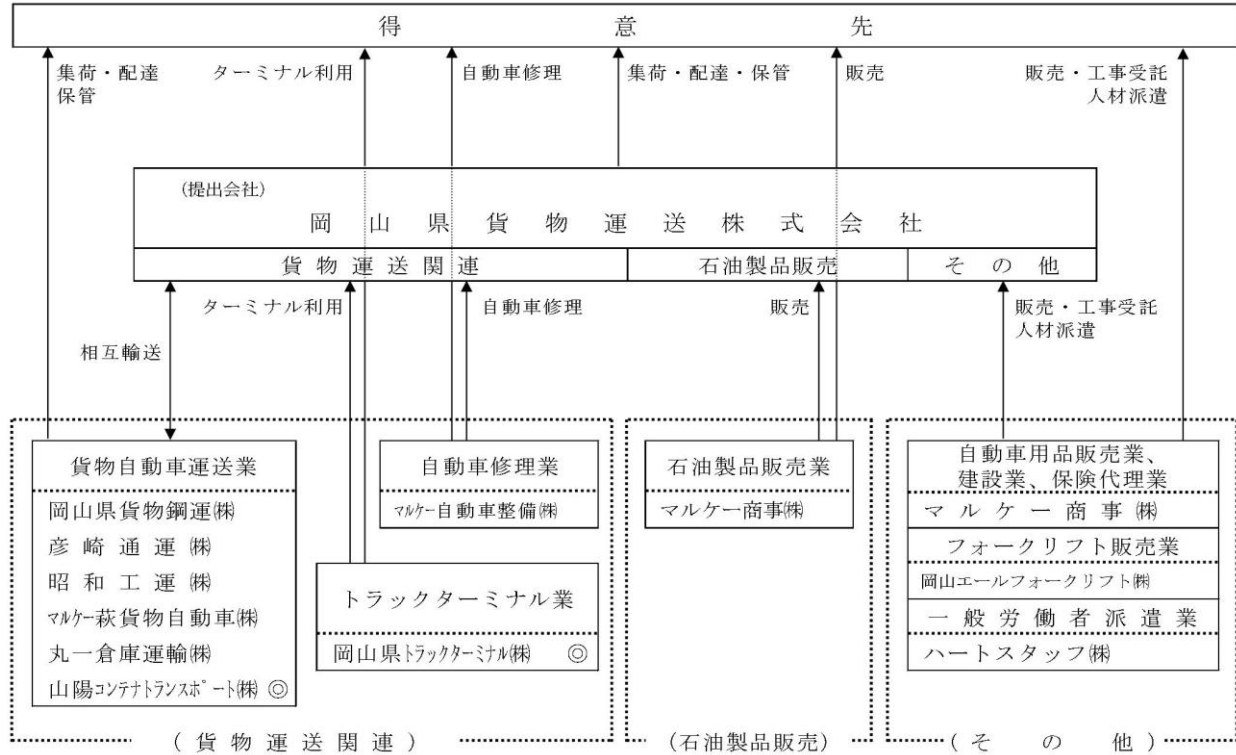 得意先
集荷・配達
保管
ターミナル利用
自動車修理
集荷・配達・保管
販売
販売・工事受託
人材派遣
(提出会社)
岡山県貨物運送株式会社
貨物運送関連
石油製品販売
その他
相互輸送
ターミナル利用
自動車修理
販売
販売・工事受託
人材派遣
貨物自動車運送業
岡山県貨物鋼運㈱
彦崎通運㈱
昭和工運㈱
マルケー萩貨物自動車㈱
丸一倉庫運輸㈱
山陽コンテナトランスポート㈱ ◎
自動車修理業
マルケー自動車整備㈱
トラックターミナル業
岡山県トラックターミナル㈱ ◎
石油製品販売業
マルケー商事㈱
自動車用品販売業、
建設業、保険代理業
マルケー商事㈱
フォークリフト販売業
岡山エールフォークリフト㈱
一般労働者派遣業
ハートスタッフ㈱
(貨物運送関連)
(石油製品販売)
(その他)